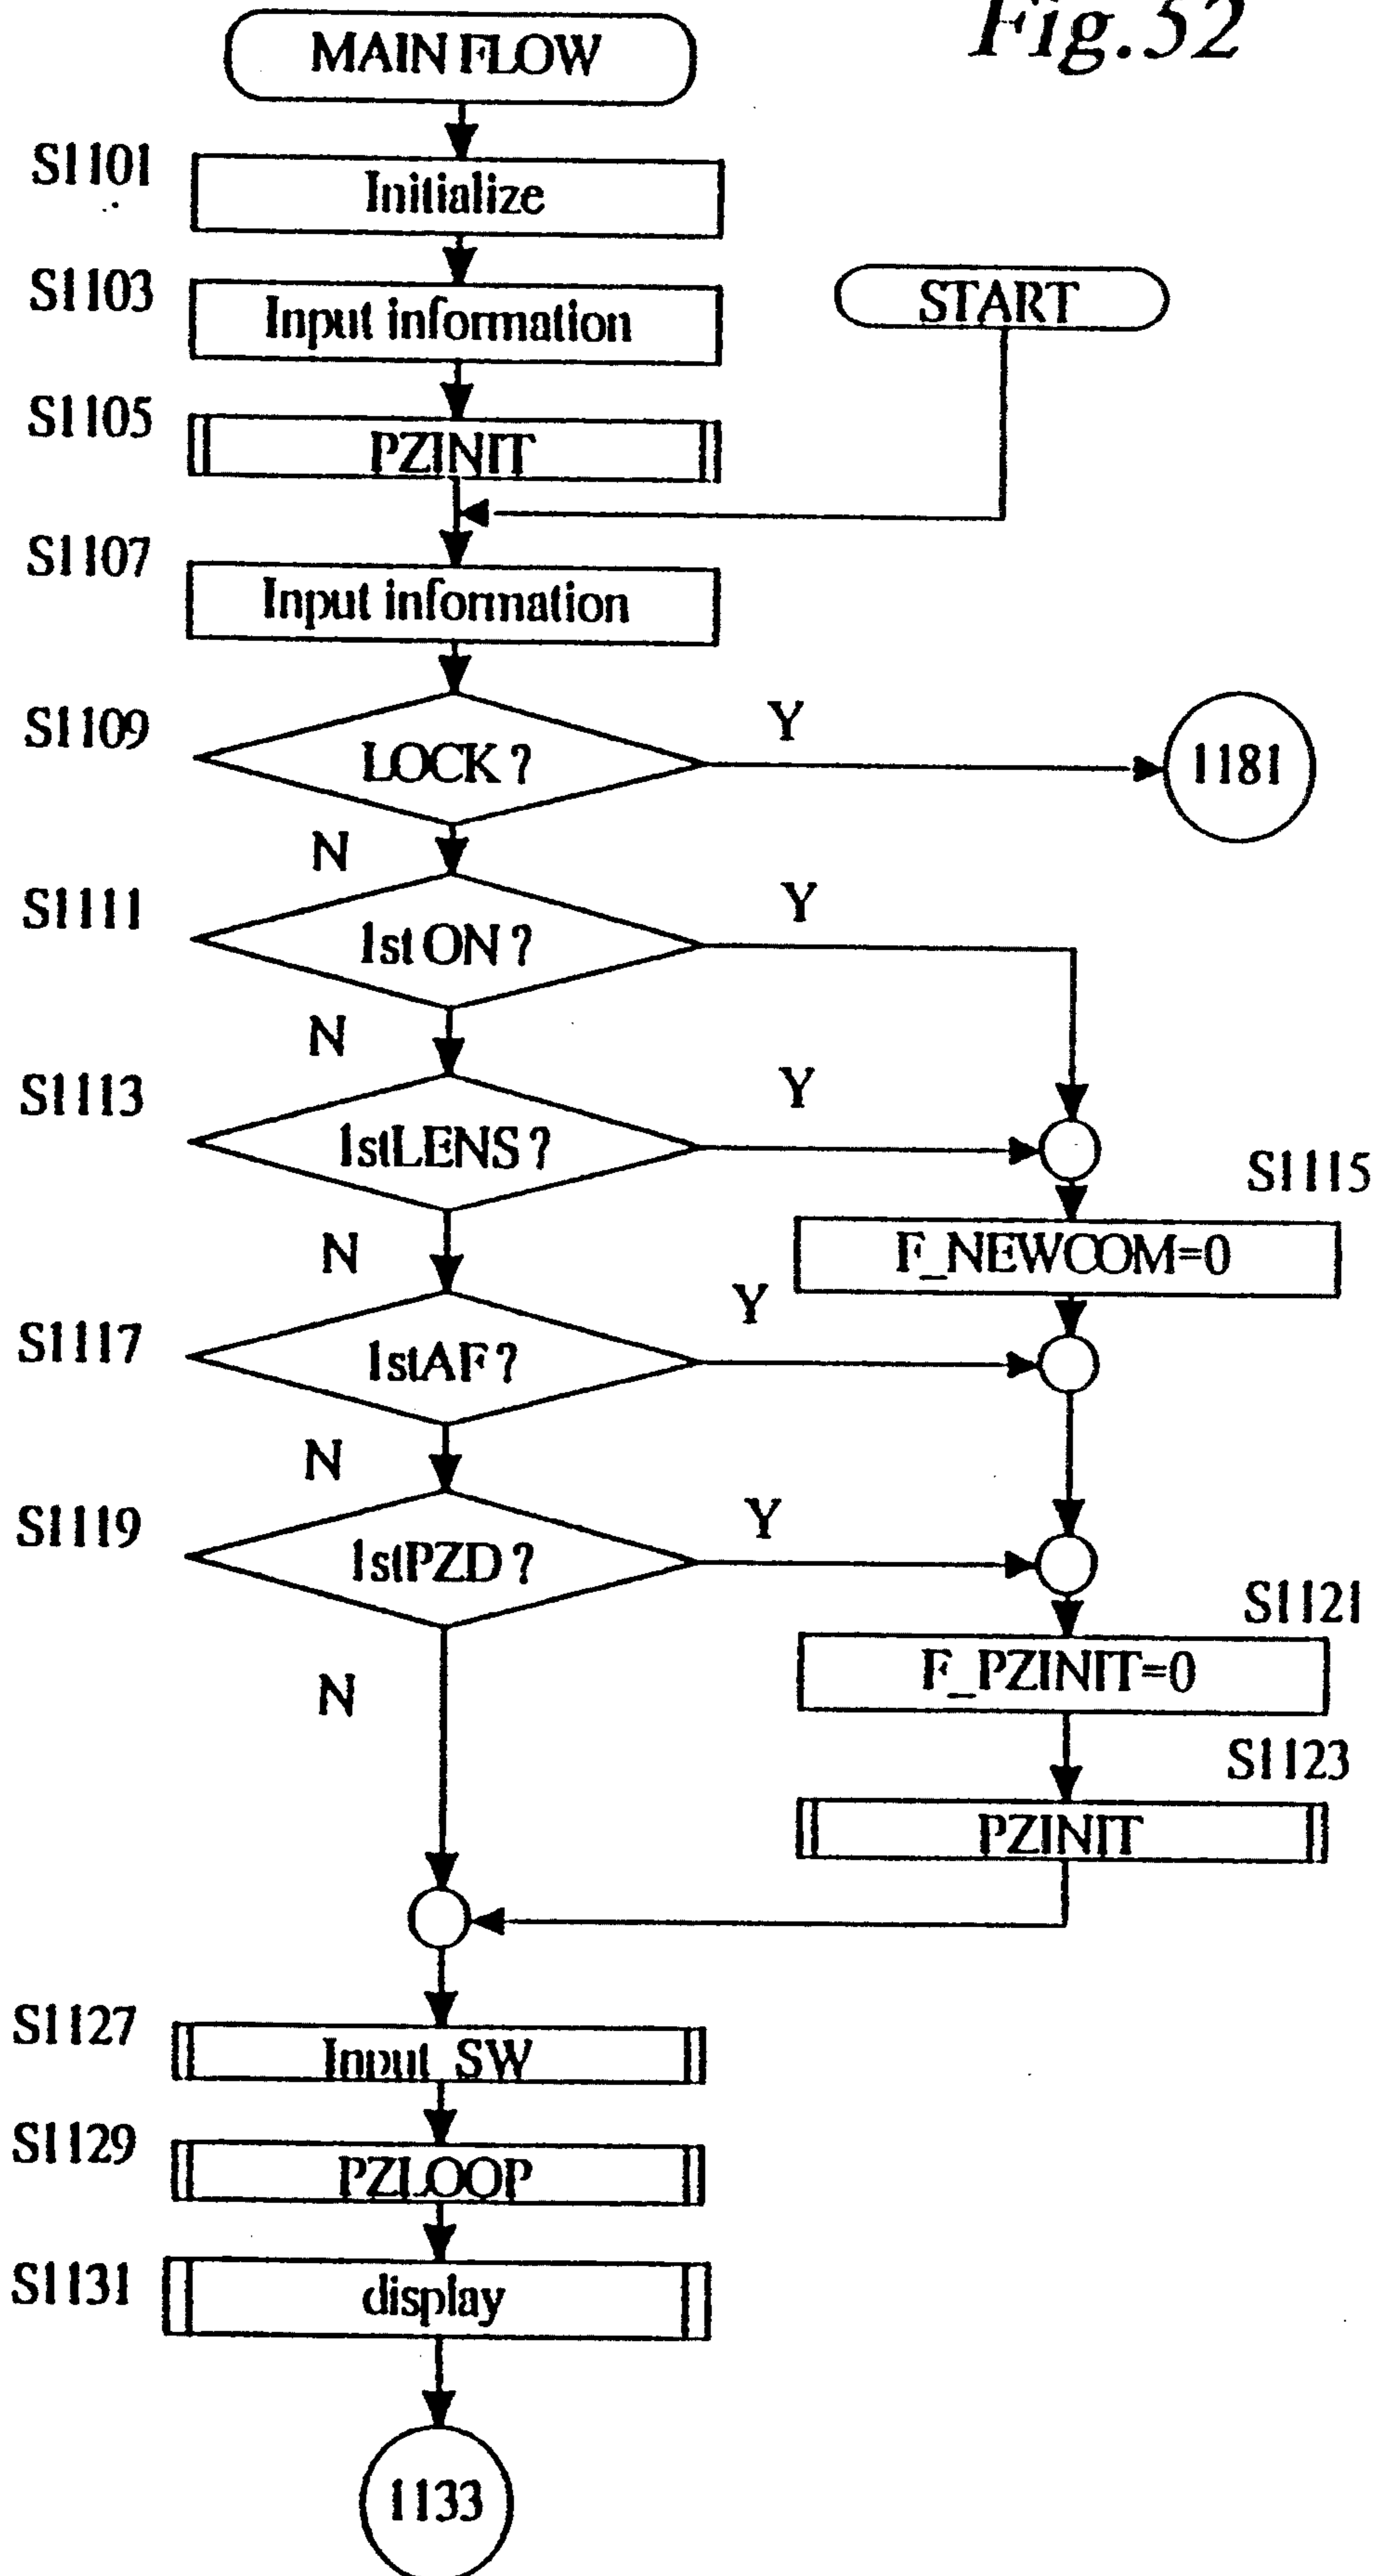 Fig.52
MAIN FLOW
S1101
Initialize
S1103
Input information
START
S1105
PZINIT
S1107
Input information
S1109
LOCK ?
Y
1181
N
S1111
1st ON ?
Y
N
S1113
1stLENS ?
Y
S1115
F_NEWCOM=0
N
S1117
1stAF ?
Y
N
S1119
1stPZD ?
Y
S1121
F_PZINIT=0
N
S1123
PZINIT
S1127
Input_SW
S1129
PZLOOP
S1131
display
1133